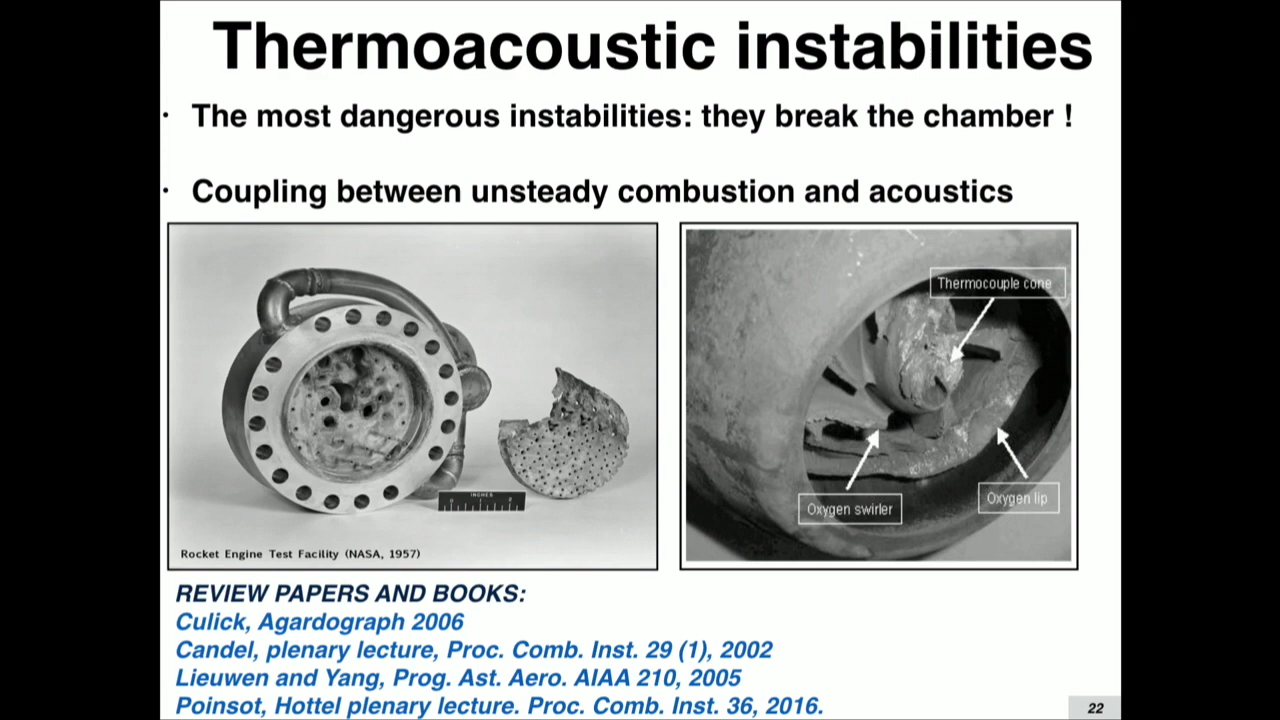 Thermoacoustic instabilities
· The most dangerous instabilities: they break the chamber !
· Coupling between unsteady combustion and acoustics
Thermocouple cone
Oxygen swirler
Oxygen lip
INCHES
0 1 2
Rocket Engine Test Facility (NASA, 1957)
REVIEW PAPERS AND BOOKS:
Culick, Agardograph 2006
Candel, plenary lecture, Proc. Comb. Inst. 29 (1), 2002
Lieuwen and Yang, Prog. Ast. Aero. AIAA 210, 2005
Poinsot, Hottel plenary lecture. Proc. Comb. Inst. 36, 2016.
22